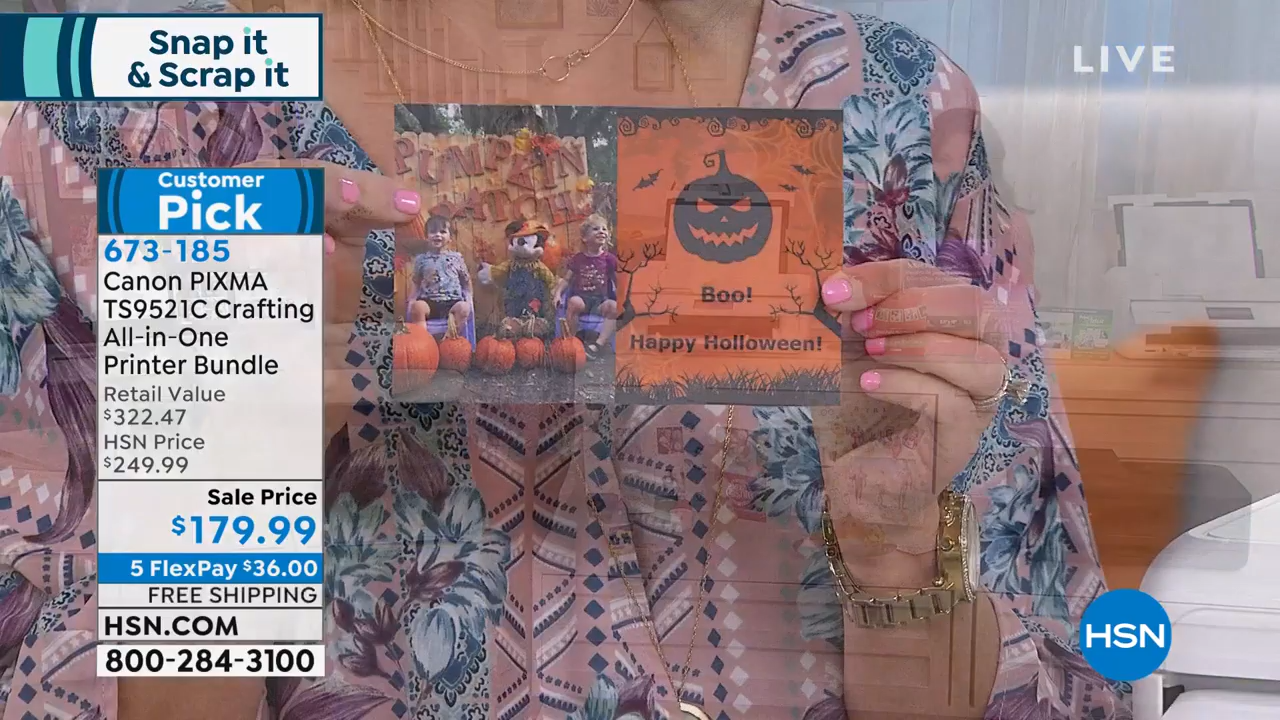 Snap it
& Scrap it
LIVE
Customer
Pick
673-185
Canon PIXMA
TS9521C Crafting
All-in-One
Printer Bundle
Retail Value
$322.47
HSN Price
$249.99
Sale Price
$179.99
5 FlexPay $36.00
FREE SHIPPING
HSN.COM
800-284-3100
PUMPKIN
PATCH
Boo!
Happy Holloween!
HSN